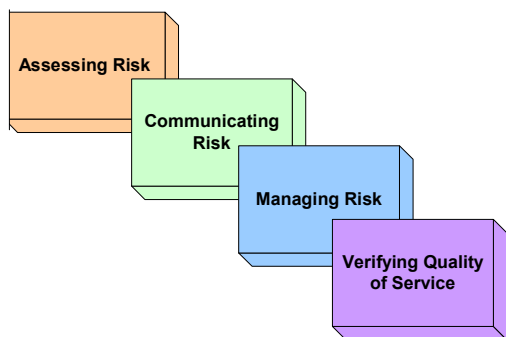 Assessing Risk
Communicating
Risk
Managing Risk
Verifying Quality
of Service